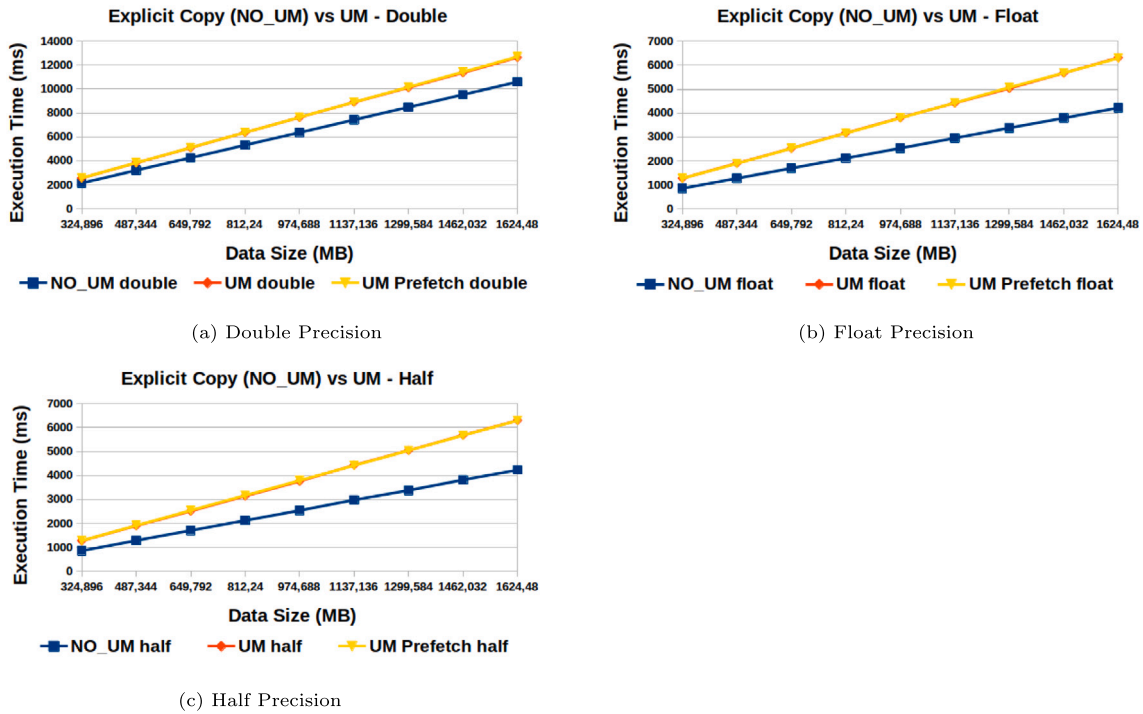 Explicit Copy (NO_UM) vs UM - Double
Execution Time (ms)
14000
12000
10000
8000
6000
4000
2000
0
324,896 487,344 649,792 812,24 974,688 1137,136 1299,584 1462,032 1624,48
Data Size (MB)
NO_UM double UM double UM Prefetch double
(a) Double Precision
Explicit Copy (NO_UM) vs UM - Float
Execution Time (ms)
7000
6000
5000
4000
3000
2000
1000
0
324,896 487,344 649,792 812,24 974,688 1137,136 1299,584 1462,032 1624,48
Data Size (MB)
NO_UM float UM float UM Prefetch float
(b) Float Precision
Explicit Copy (NO_UM) vs UM - Half
Execution Time (ms)
7000
6000
5000
4000
3000
2000
1000
0
324,896 487,344 649,792 812,24 974,688 1137,136 1299,584 1462,032 1624,48
Data Size (MB)
NO_UM half UM half UM Prefetch half
(c) Half Precision